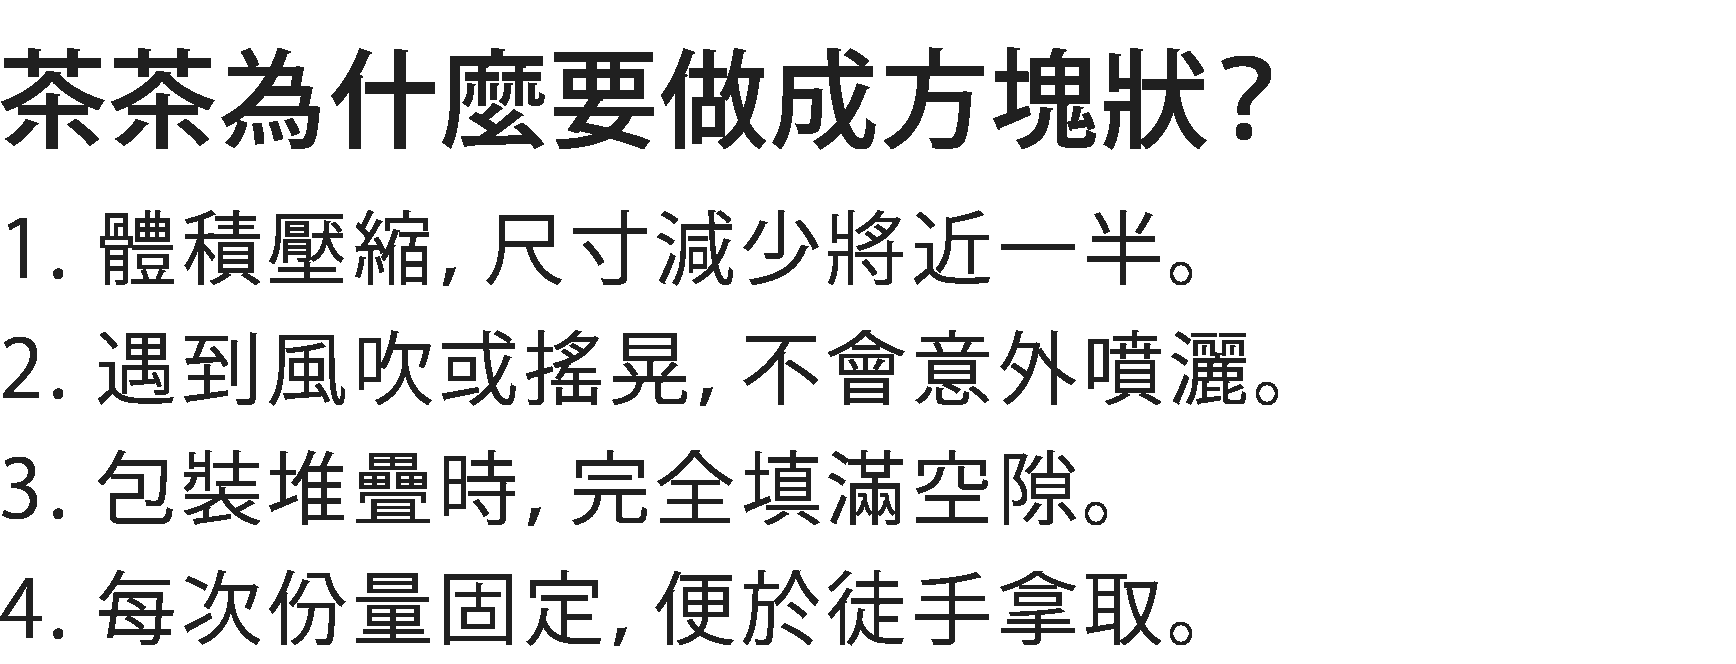 茶茶為什麼要做成方塊狀?
1. 體積壓縮, 尺寸減少將近一半。
2. 遇到風吹或搖晃, 不會意外噴灑。
3. 包裝堆疊時, 完全填滿空隙。
4. 每次份量固定, 便於徒手拿取。